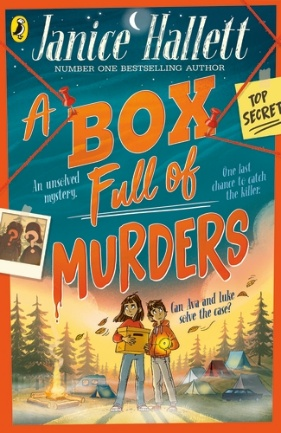 Janice Hallett
NUMBER ONE BESTSELLING AUTHOR
TOP
SECRET
A
BOX
An unsolved
mystery.
Full of
One last
chance to catch
the killer.
MURDERS
Can Ava and Luke
solve the case?